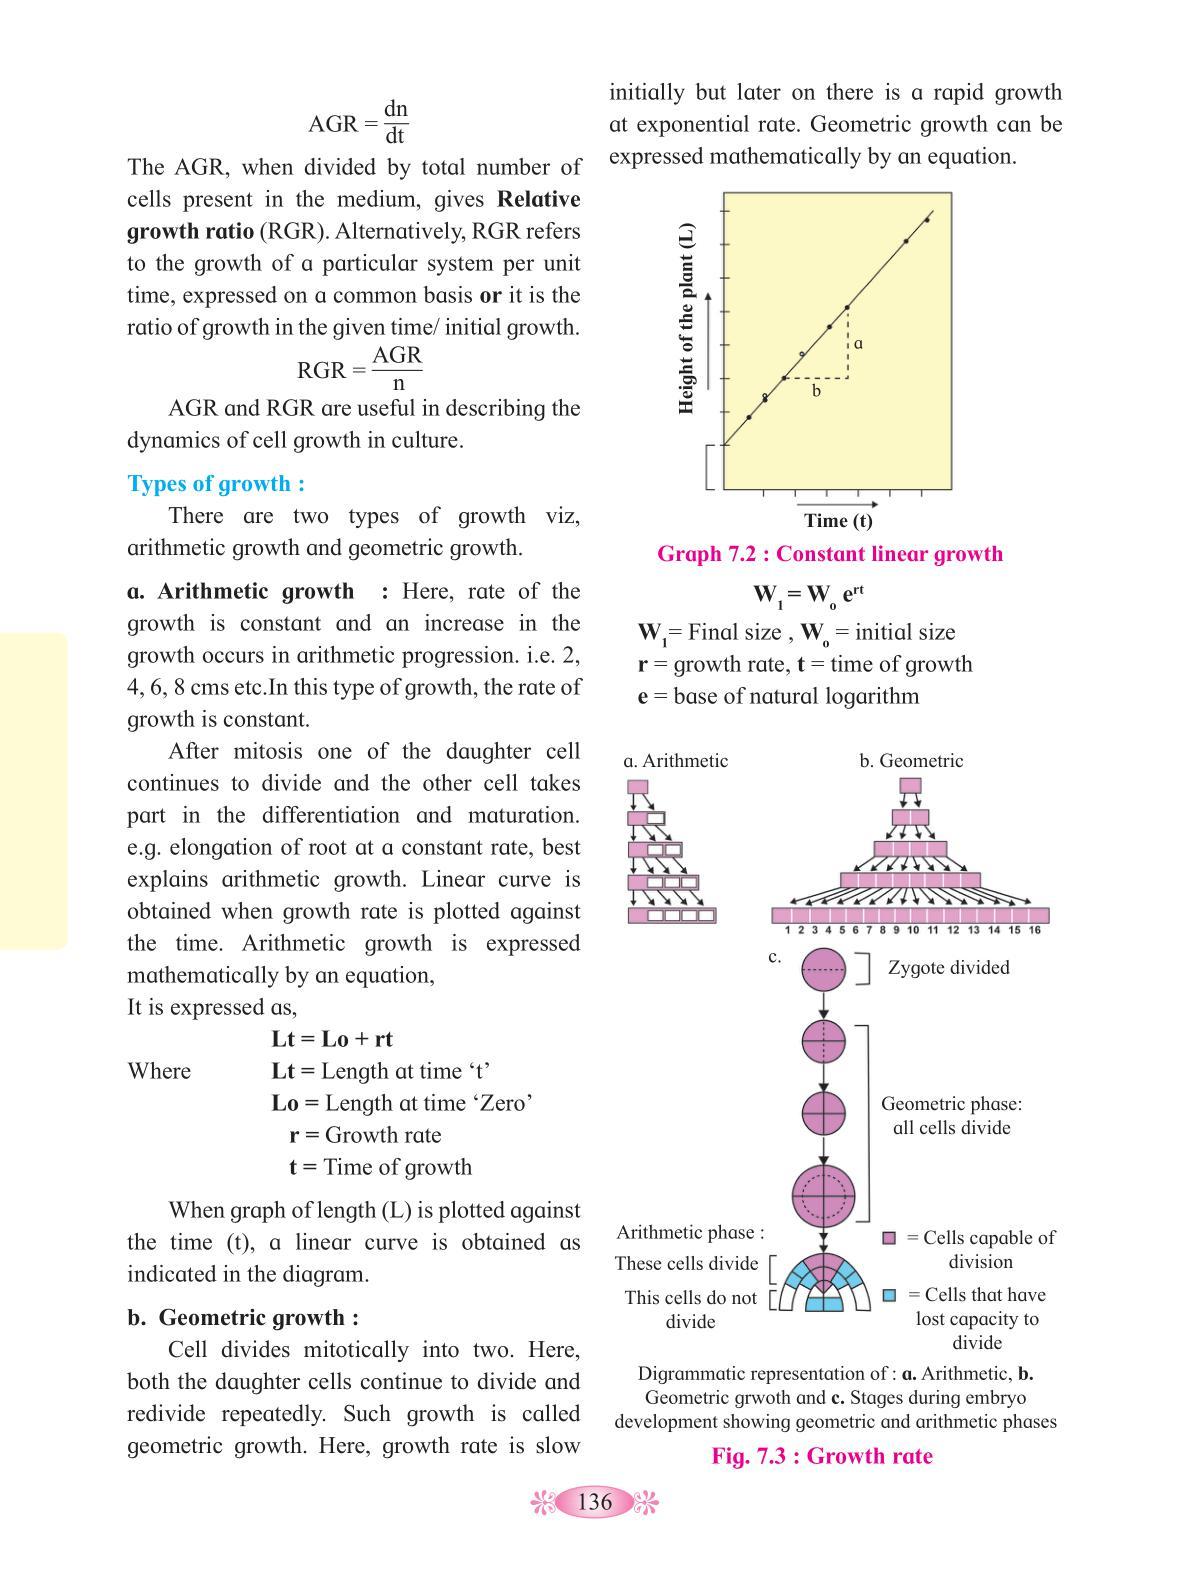 AGR = dn/dt
The AGR, when divided by total number of
cells present in the medium, gives Relative
growth ratio (RGR). Alternatively, RGR refers
to the growth of a particular system per unit
time, expressed on a common basis or it is the
ratio of growth in the given time/ initial growth.
RGR = AGR/n
AGR and RGR are useful in describing the
dynamics of cell growth in culture.
Types of growth :
There are two types of growth viz,
arithmetic growth and geometric growth.
a. Arithmetic growth : Here, rate of the
growth is constant and an increase in the
growth occurs in arithmetic progression. i.e. 2,
4, 6, 8 cms etc.In this type of growth, the rate of
growth is constant.
After mitosis one of the daughter cell
continues to divide and the other cell takes
part in the differentiation and maturation.
e.g. elongation of root at a constant rate, best
explains arithmetic growth. Linear curve is
obtained when growth rate is plotted against
the time. Arithmetic growth is expressed
mathematically by an equation,
It is expressed as,
Lt = Lo + rt
Where Lt = Length at time ‘t’
Lo = Length at time ‘Zero’
r = Growth rate
t = Time of growth
When graph of length (L) is plotted against
the time (t), a linear curve is obtained as
indicated in the diagram.
b. Geometric growth :
Cell divides mitotically into two. Here,
both the daughter cells continue to divide and
redivide repeatedly. Such growth is called
geometric growth. Here, growth rate is slow
initially but later on there is a rapid growth
at exponential rate. Geometric growth can be
expressed mathematically by an equation.
Height of the plant (L)
a
b
Time (t)
Graph 7.2 : Constant linear growth
W₁ = Wₒ eʳᵗ
W₁= Final size , Wₒ = initial size
r = growth rate, t = time of growth
e = base of natural logarithm
a. Arithmetic
b. Geometric
1 2 3 4 5 6 7 8 9 10 11 12 13 14 15 16
c.
Zygote divided
Geometric phase:
all cells divide
Arithmetic phase :
These cells divide
This cells do not
divide
= Cells capable of
division
= Cells that have
lost capacity to
divide
Digrammatic representation of : a. Arithmetic, b.
Geometric grwoth and c. Stages during embryo
development showing geometric and arithmetic phases
Fig. 7.3 : Growth rate
136